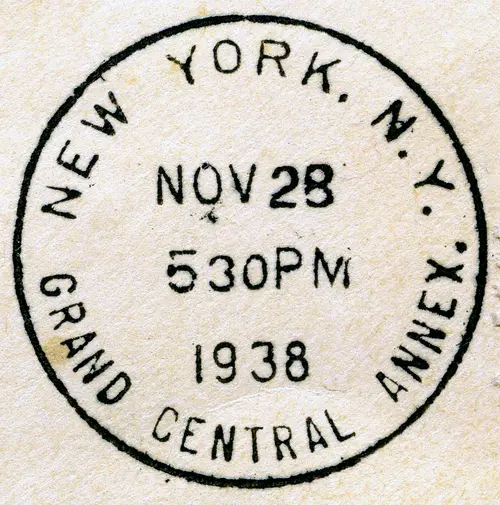 NEW YORK, N.Y.
NOV 28
530PM
1938
GRAND CENTRAL ANNEX.